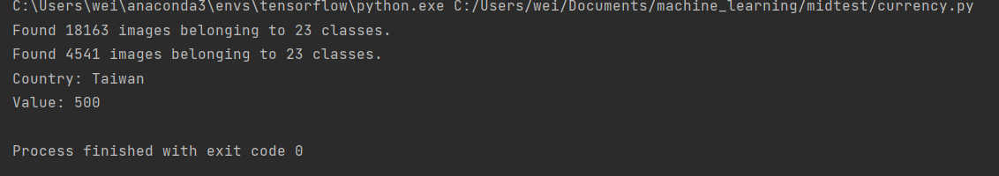 C:\Users\wei\anaconda3\envs\tensorflow\python.exe C:/Users/wei/Documents/machine_learning/midtest/currency.py
Found 18163 images belonging to 23 classes.
Found 4541 images belonging to 23 classes.
Country: Taiwan
Value: 500
Process finished with exit code 0